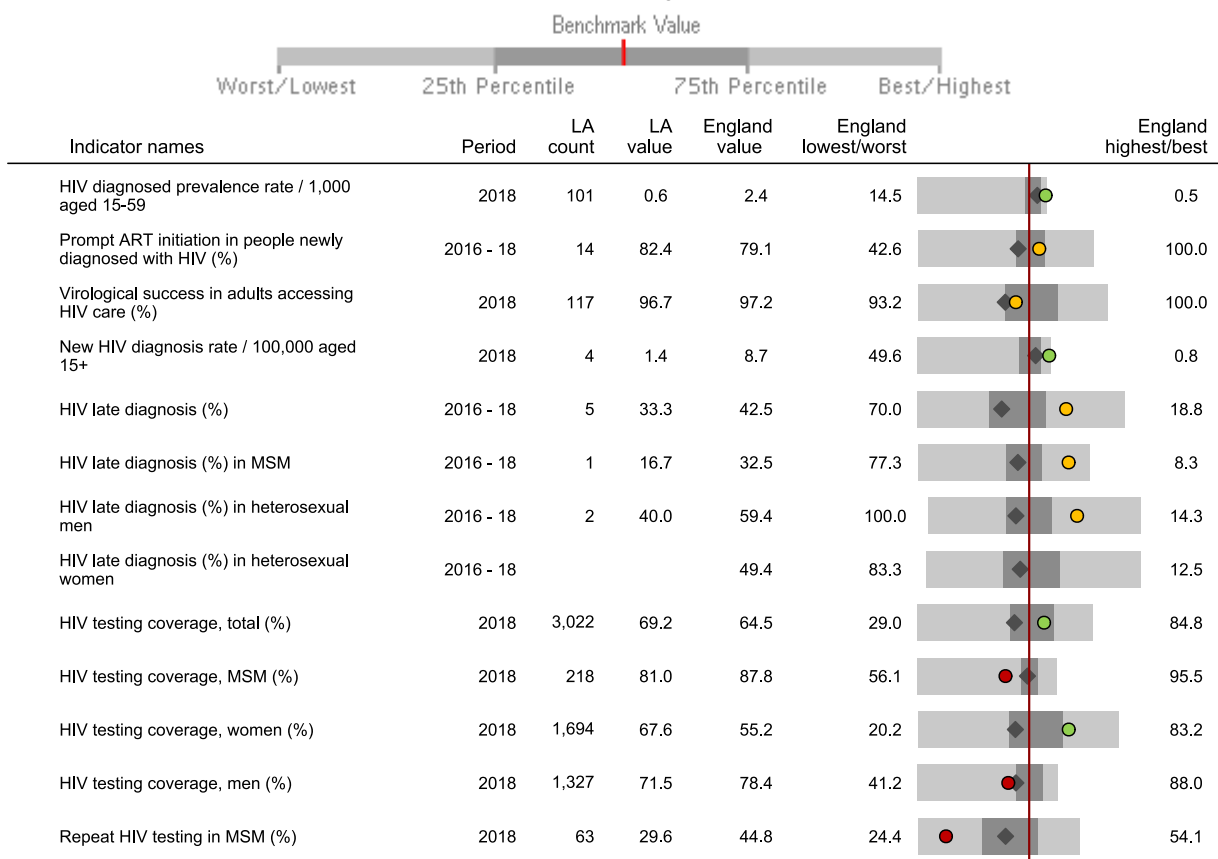 Benchmark Value
Worst/Lowest 25th Percentile 75th Percentile Best/Highest
Indicator names Period LA count LA value England value England lowest/worst England highest/best
HIV diagnosed prevalence rate / 1,000
aged 15-59 2018 101 0.6 2.4 14.5 0.5
Prompt ART initiation in people newly
diagnosed with HIV (%) 2016 - 18 14 82.4 79.1 42.6 100.0
Virological success in adults accessing
HIV care (%) 2018 117 96.7 97.2 93.2 100.0
New HIV diagnosis rate / 100,000 aged
15+ 2018 4 1.4 8.7 49.6 0.8
HIV late diagnosis (%) 2016 - 18 5 33.3 42.5 70.0 18.8
HIV late diagnosis (%) in MSM 2016 - 18 1 16.7 32.5 77.3 8.3
HIV late diagnosis (%) in heterosexual
men 2016 - 18 2 40.0 59.4 100.0 14.3
HIV late diagnosis (%) in heterosexual
women 2016 - 18 49.4 83.3 12.5
HIV testing coverage, total (%) 2018 3,022 69.2 64.5 29.0 84.8
HIV testing coverage, MSM (%) 2018 218 81.0 87.8 56.1 95.5
HIV testing coverage, women (%) 2018 1,694 67.6 55.2 20.2 83.2
HIV testing coverage, men (%) 2018 1,327 71.5 78.4 41.2 88.0
Repeat HIV testing in MSM (%) 2018 63 29.6 44.8 24.4 54.1